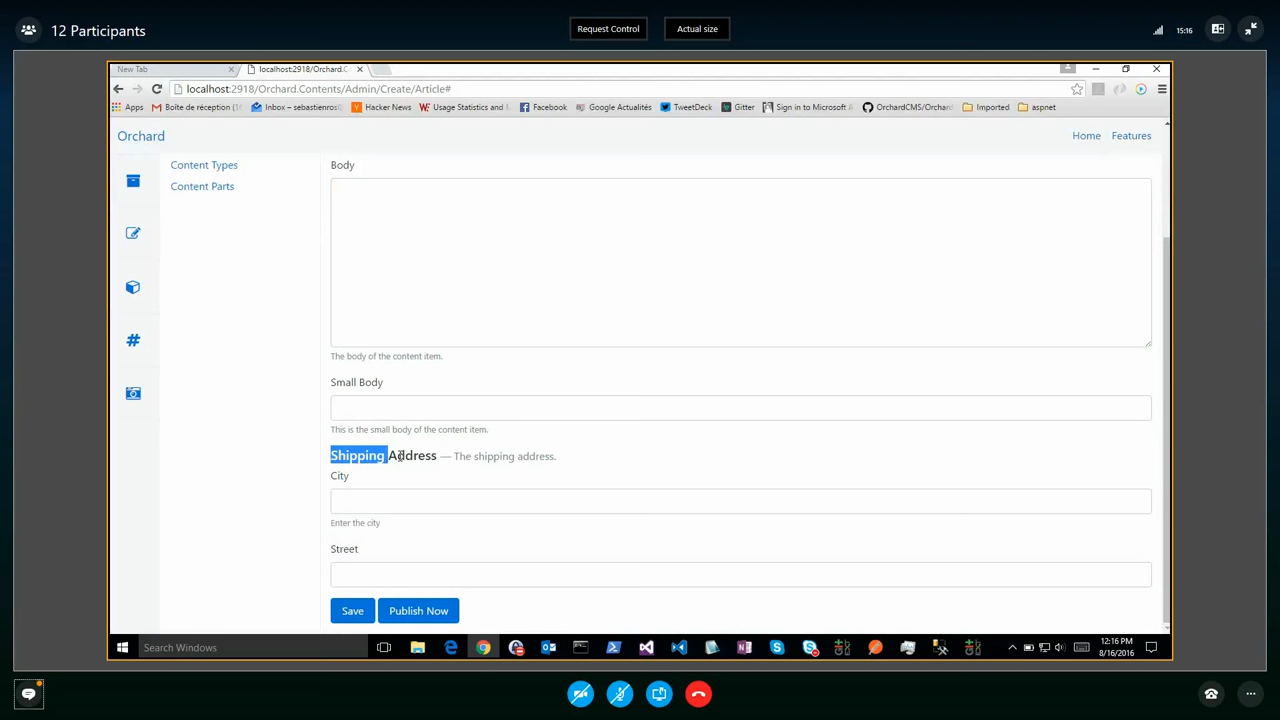 12 Participants
Request Control
Actual size
15:16
New Tab
localhost:2918/Orchard.C
localhost:2918/Orchard.Contents/Admin/Create/Article#
Apps
Boîte de réception (16
Inbox – sebastienros
Hacker News
Usage Statistics and
Facebook
Google Actualités
TweetDeck
Gitter
Sign in to Microsoft
OrchardCMS/Orchard
Imported
aspnet
Orchard
Home
Features
Content Types
Content Parts
Body
The body of the content item.
Small Body
This is the small body of the content item.
Shipping Address — The shipping address.
City
Enter the city
Street
Save
Publish Now
Search Windows
12:16 PM
8/16/2016